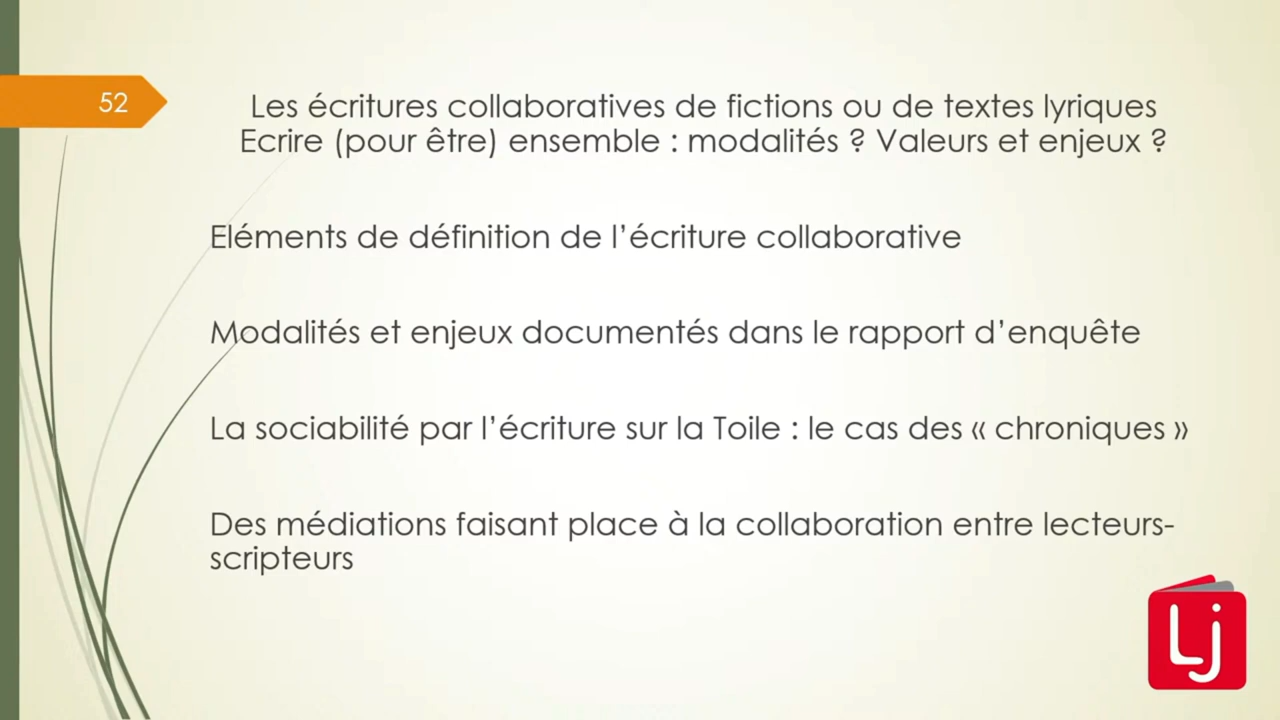 52
Les écritures collaboratives de fictions ou de textes lyriques
Ecrire (pour être) ensemble : modalités ? Valeurs et enjeux ?
Eléments de définition de l’écriture collaborative
Modalités et enjeux documentés dans le rapport d’enquête
La sociabilité par l’écriture sur la Toile : le cas des « chroniques »
Des médiations faisant place à la collaboration entre lecteurs-
scripteurs
Lj